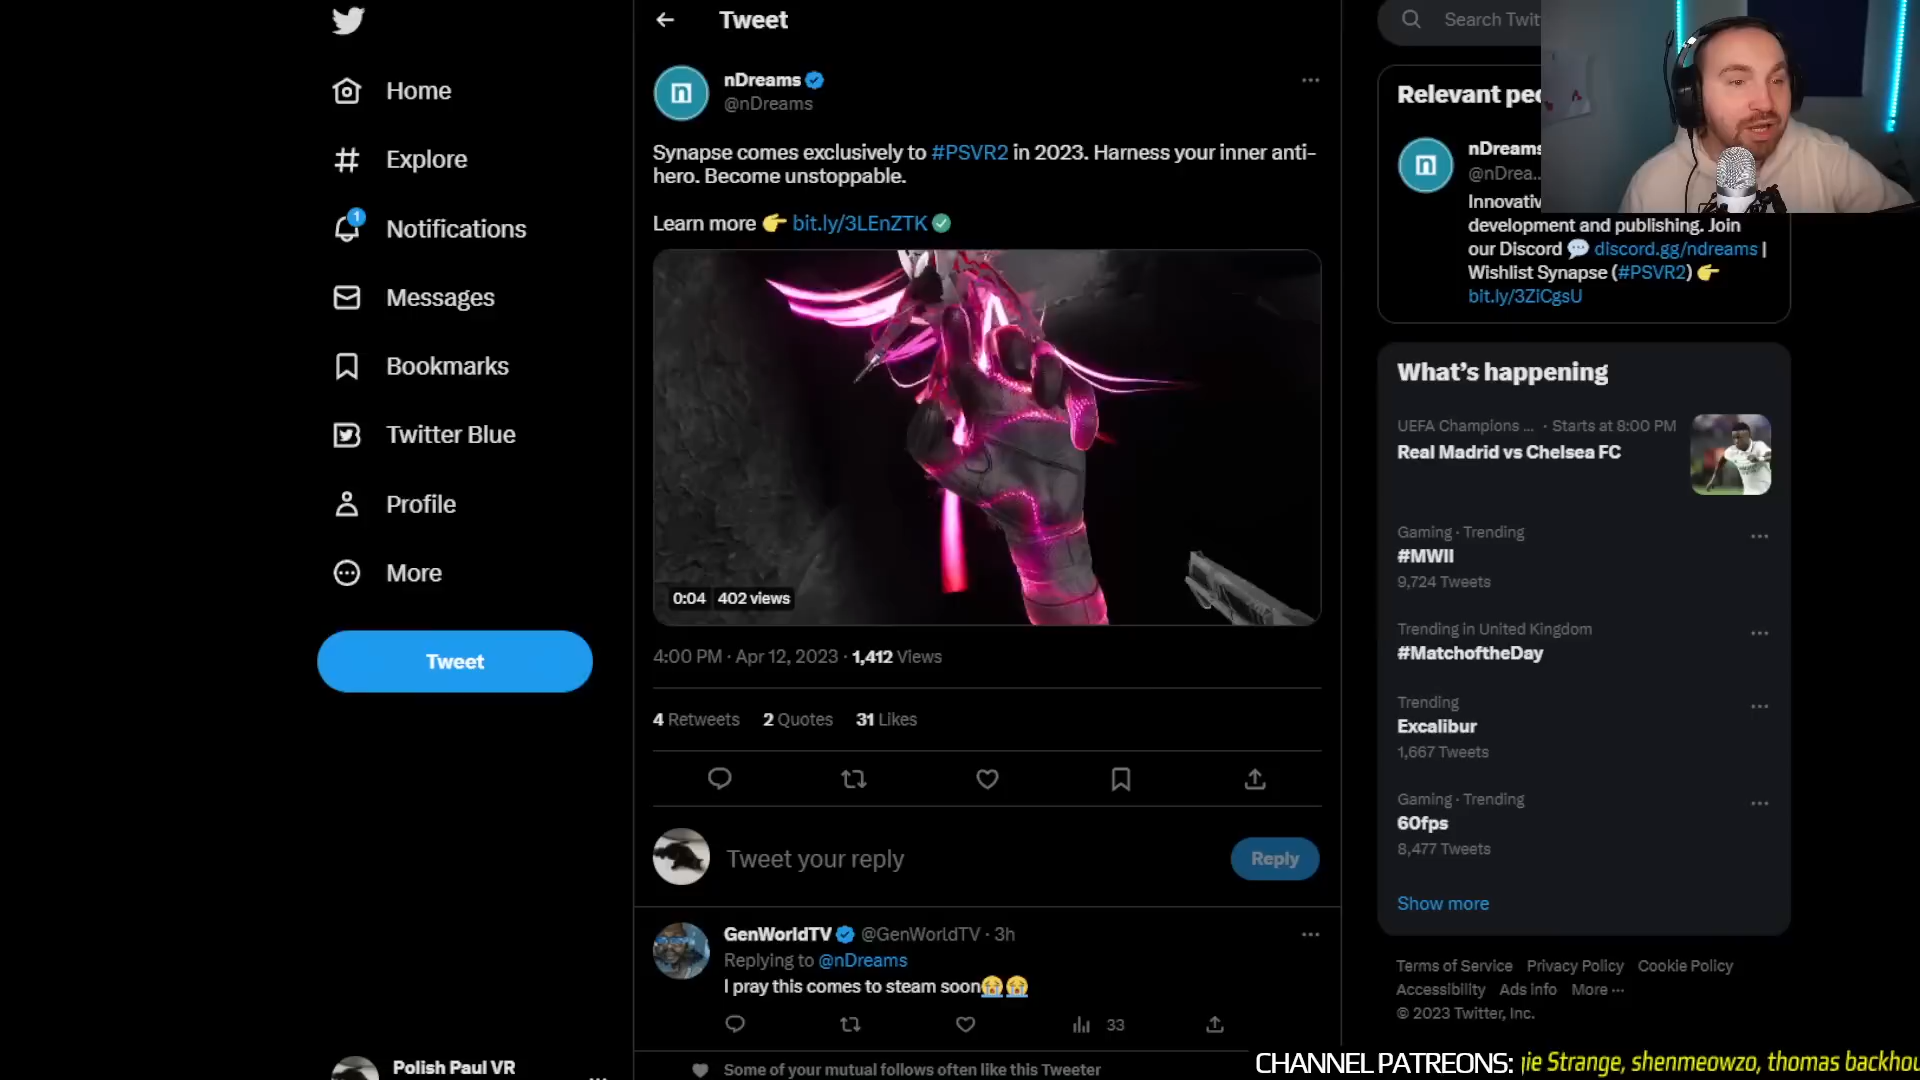 Home
Explore
1
Notifications
Messages
Bookmarks
Twitter Blue
Profile
More
Tweet
Polish Paul VR
Tweet
nDreams
@nDreams
Synapse comes exclusively to #PSVR2 in 2023. Harness your inner anti-
hero. Become unstoppable.
Learn more 👉 bit.ly/3LEnZTK
0:04 402 views
4:00 PM · Apr 12, 2023 · 1,412 Views
4 Retweets 2 Quotes 31 Likes
Tweet your reply
Reply
GenWorldTV @GenWorldTV · 3h
Replying to @nDreams
I pray this comes to steam soon😭😭
33
Some of your mutual follows often like this Tweeter
Search Twit
Relevant peo
nDreams
@nDrea..
Innovativ
development and publishing. Join
our Discord 💬 discord.gg/ndreams |
Wishlist Synapse (#PSVR2) 👉
bit.ly/3ZiCgsU
What's happening
UEFA Champions ... · Starts at 8:00 PM
Real Madrid vs Chelsea FC
Gaming · Trending
#MWII
9,724 Tweets
Trending in United Kingdom
#MatchoftheDay
Trending
Excalibur
1,667 Tweets
Gaming · Trending
60fps
8,477 Tweets
Show more
Terms of Service Privacy Policy Cookie Policy
Accessibility Ads info More ···
© 2023 Twitter, Inc.
CHANNEL PATREONS: gie Strange, shenmeowzo, thomas backhou